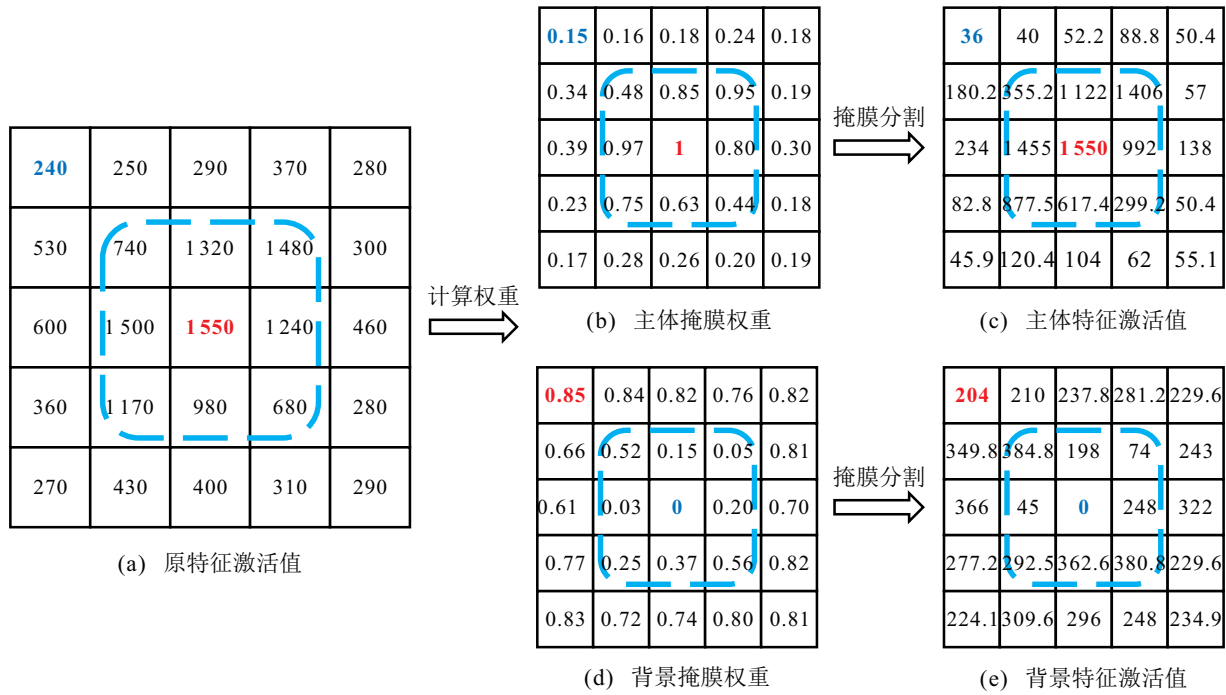 240 250 290 370 280
530 740 1 320 1 480 300
600 1 500 1 550 1 240 460
360 1 170 980 680 280
270 430 400 310 290
(a) 原特征激活值
计算权重
0.15 0.16 0.18 0.24 0.18
0.34 0.48 0.85 0.95 0.19
0.39 0.97 1 0.80 0.30
0.23 0.75 0.63 0.44 0.18
0.17 0.28 0.26 0.20 0.19
(b) 主体掩膜权重
掩膜分割
36 40 52.2 88.8 50.4
180.2 355.2 1 122 1 406 57
234 1 455 1 550 992 138
82.8 877.5 617.4 299.2 50.4
45.9 120.4 104 62 55.1
(c) 主体特征激活值
0.85 0.84 0.82 0.76 0.82
0.66 0.52 0.15 0.05 0.81
0.61 0.03 0 0.20 0.70
0.77 0.25 0.37 0.56 0.82
0.83 0.72 0.74 0.80 0.81
(d) 背景掩膜权重
掩膜分割
204 210 237.8 281.2 229.6
349.8 384.8 198 74 243
366 45 0 248 322
277.2 292.5 362.6 380.8 229.6
224.1 309.6 296 248 234.9
(e) 背景特征激活值